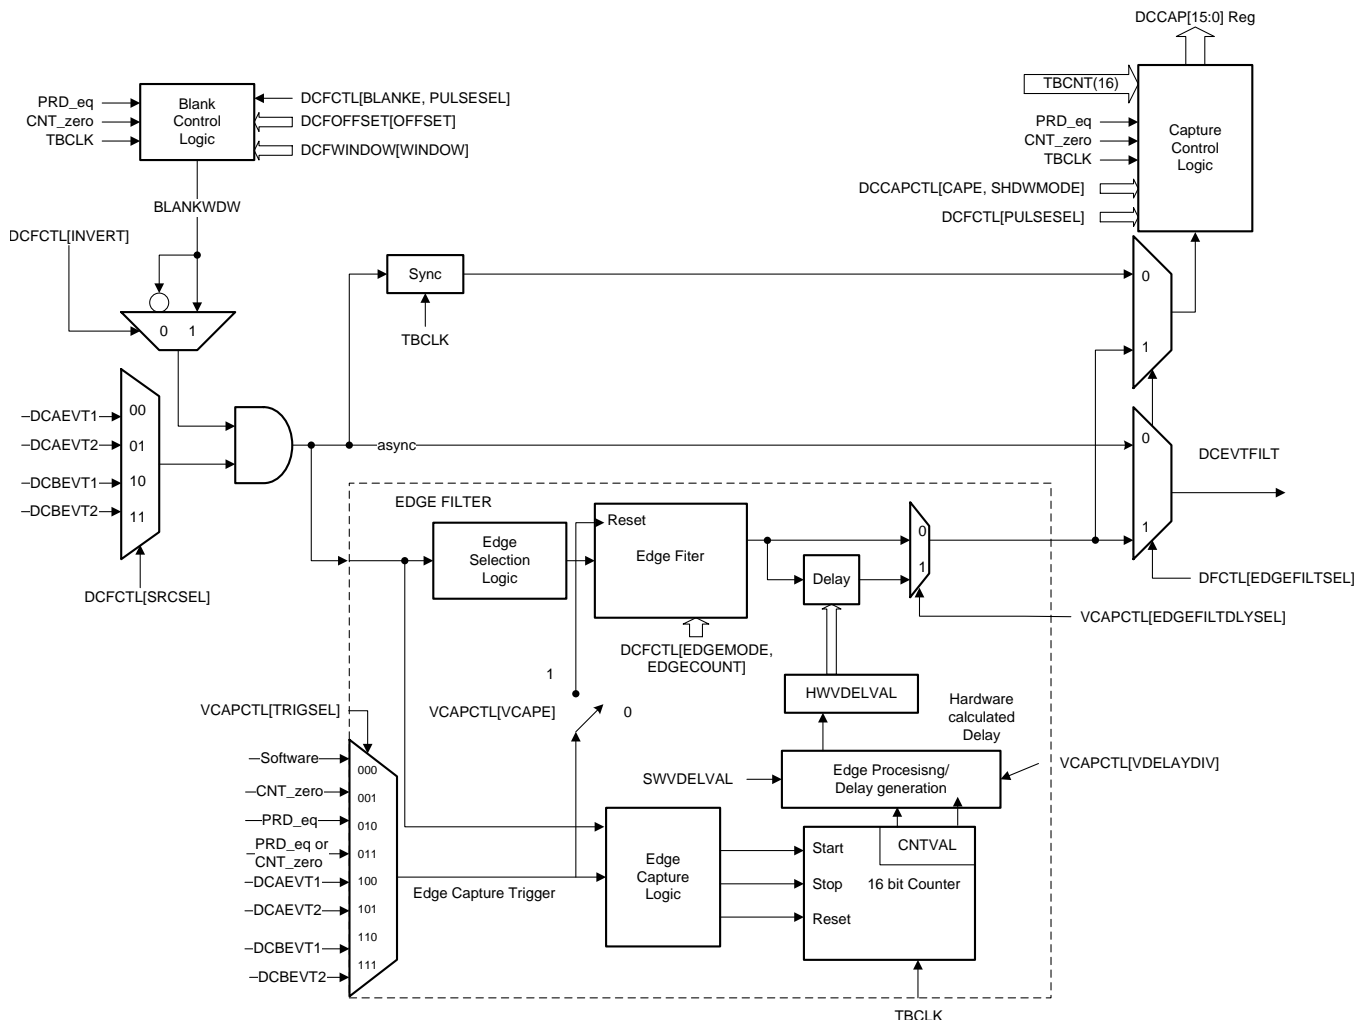 DCCAP[15:0] Reg
PRD_eq
CNT_zero
TBCLK
Blank
Control
Logic
DCFCTL[BLANKE, PULSESEL]
DCFOFFSET[OFFSET]
DCFWINDOW[WINDOW]
TBCNT(16)
PRD_eq
CNT_zero
TBCLK
DCCAPCTL[CAPE, SHDWMODE]
DCFCTL[PULSESEL]
Capture
Control
Logic
BLANKWDW
DCFCTL[INVERT]
0 1
Sync
TBCLK
0
1
DCAEVT1
DCAEVT2
DCBEVT1
DCBEVT2
00
01
10
11
DCFCTL[SRCSEL]
async
0
1
DCEVTFILT
DFCTL[EDGEFILTSEL]
EDGE FILTER
Edge
Selection
Logic
Reset
Edge Fiter
DCFCTL[EDGEMODE,
EDGECOUNT]
Delay
0
1
VCAPCTL[EDGEFILTDLYSEL]
HWVDELVAL
Hardware
calculated
Delay
1
VCAPCTL[VCAPE]
0
VCAPCTL[TRIGSEL]
SWVDELVAL
Edge Procesisng/
Delay generation
VCAPCTL[VDELAYDIV]
Software
CNT_zero
PRD_eq
PRD_eq or
CNT_zero
DCAEVT1
DCAEVT2
DCBEVT1
DCBEVT2
000
001
010
011
100
101
110
111
Edge Capture Trigger
Edge
Capture
Logic
Start
Stop
Reset
CNTVAL
16 bit Counter
TBCLK